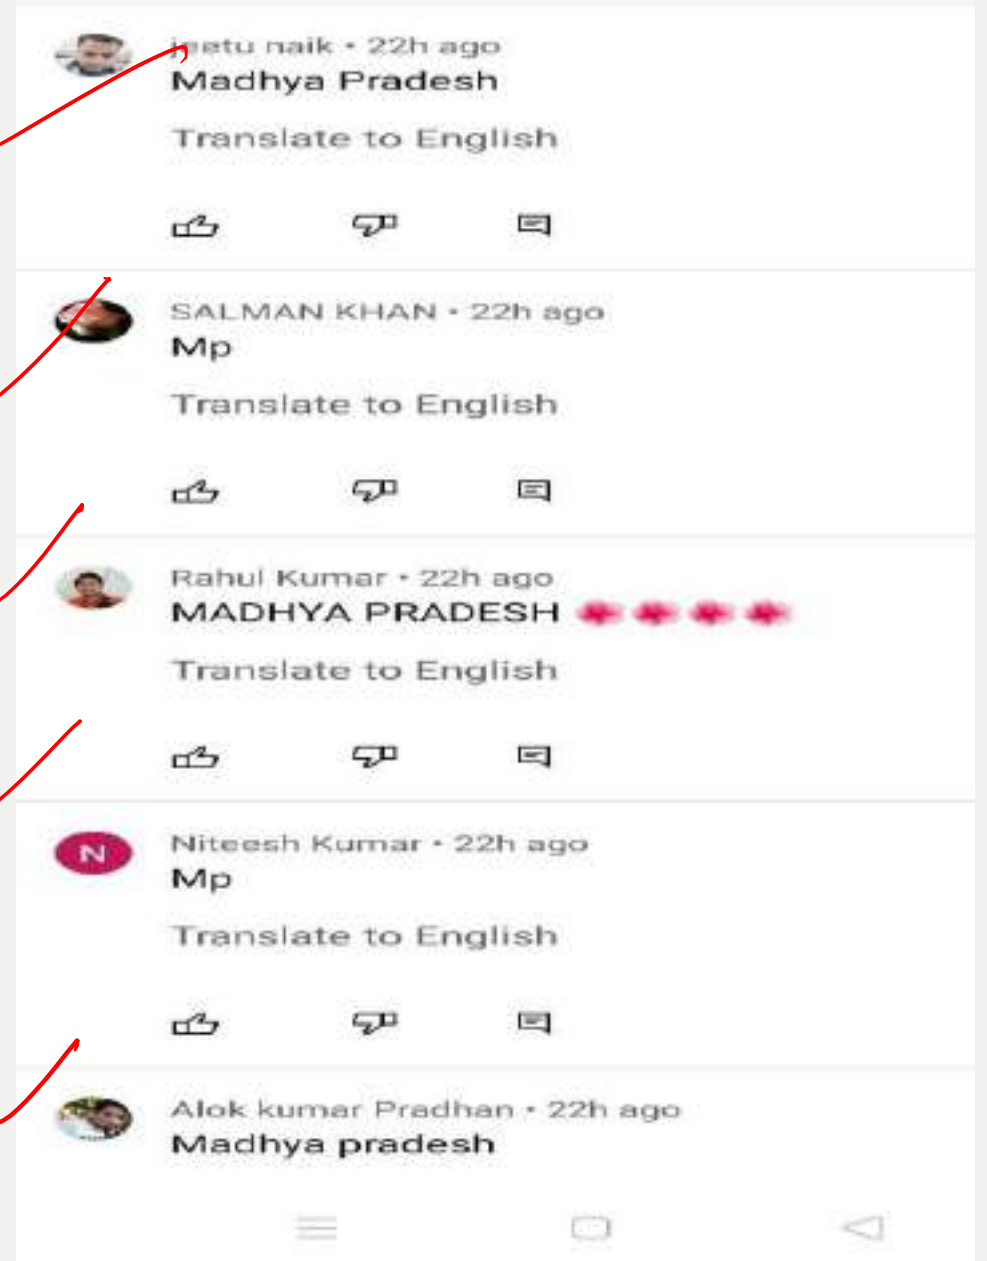 jeetu naik • 22h ago
Madhya Pradesh
Translate to English
SALMAN KHAN • 22h ago
Mp
Translate to English
Rahul Kumar • 22h ago
MADHYA PRADESH
Translate to English
N
Niteesh Kumar • 22h ago
Mp
Translate to English
Alok kumar Pradhan • 22h ago
Madhya pradesh